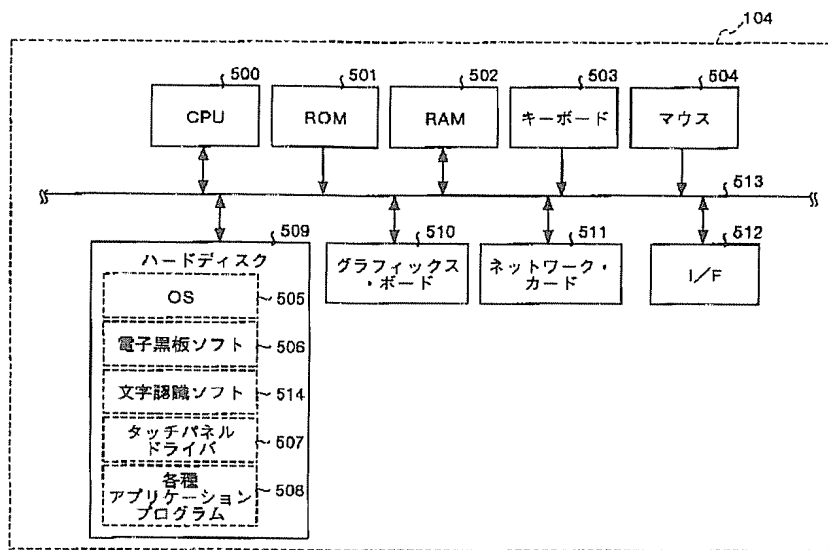 104
500
501
502
503
504
CPU
ROM
RAM
キーボード
マウス
513
509
510
511
512
ハードディスク
グラフィックス
・ボード
ネットワーク・
カード
I/F
OS
505
電子黒板ソフト
506
文字認識ソフト
514
タッチパネル
ドライバ
507
各種
アプリケーション
プログラム
508